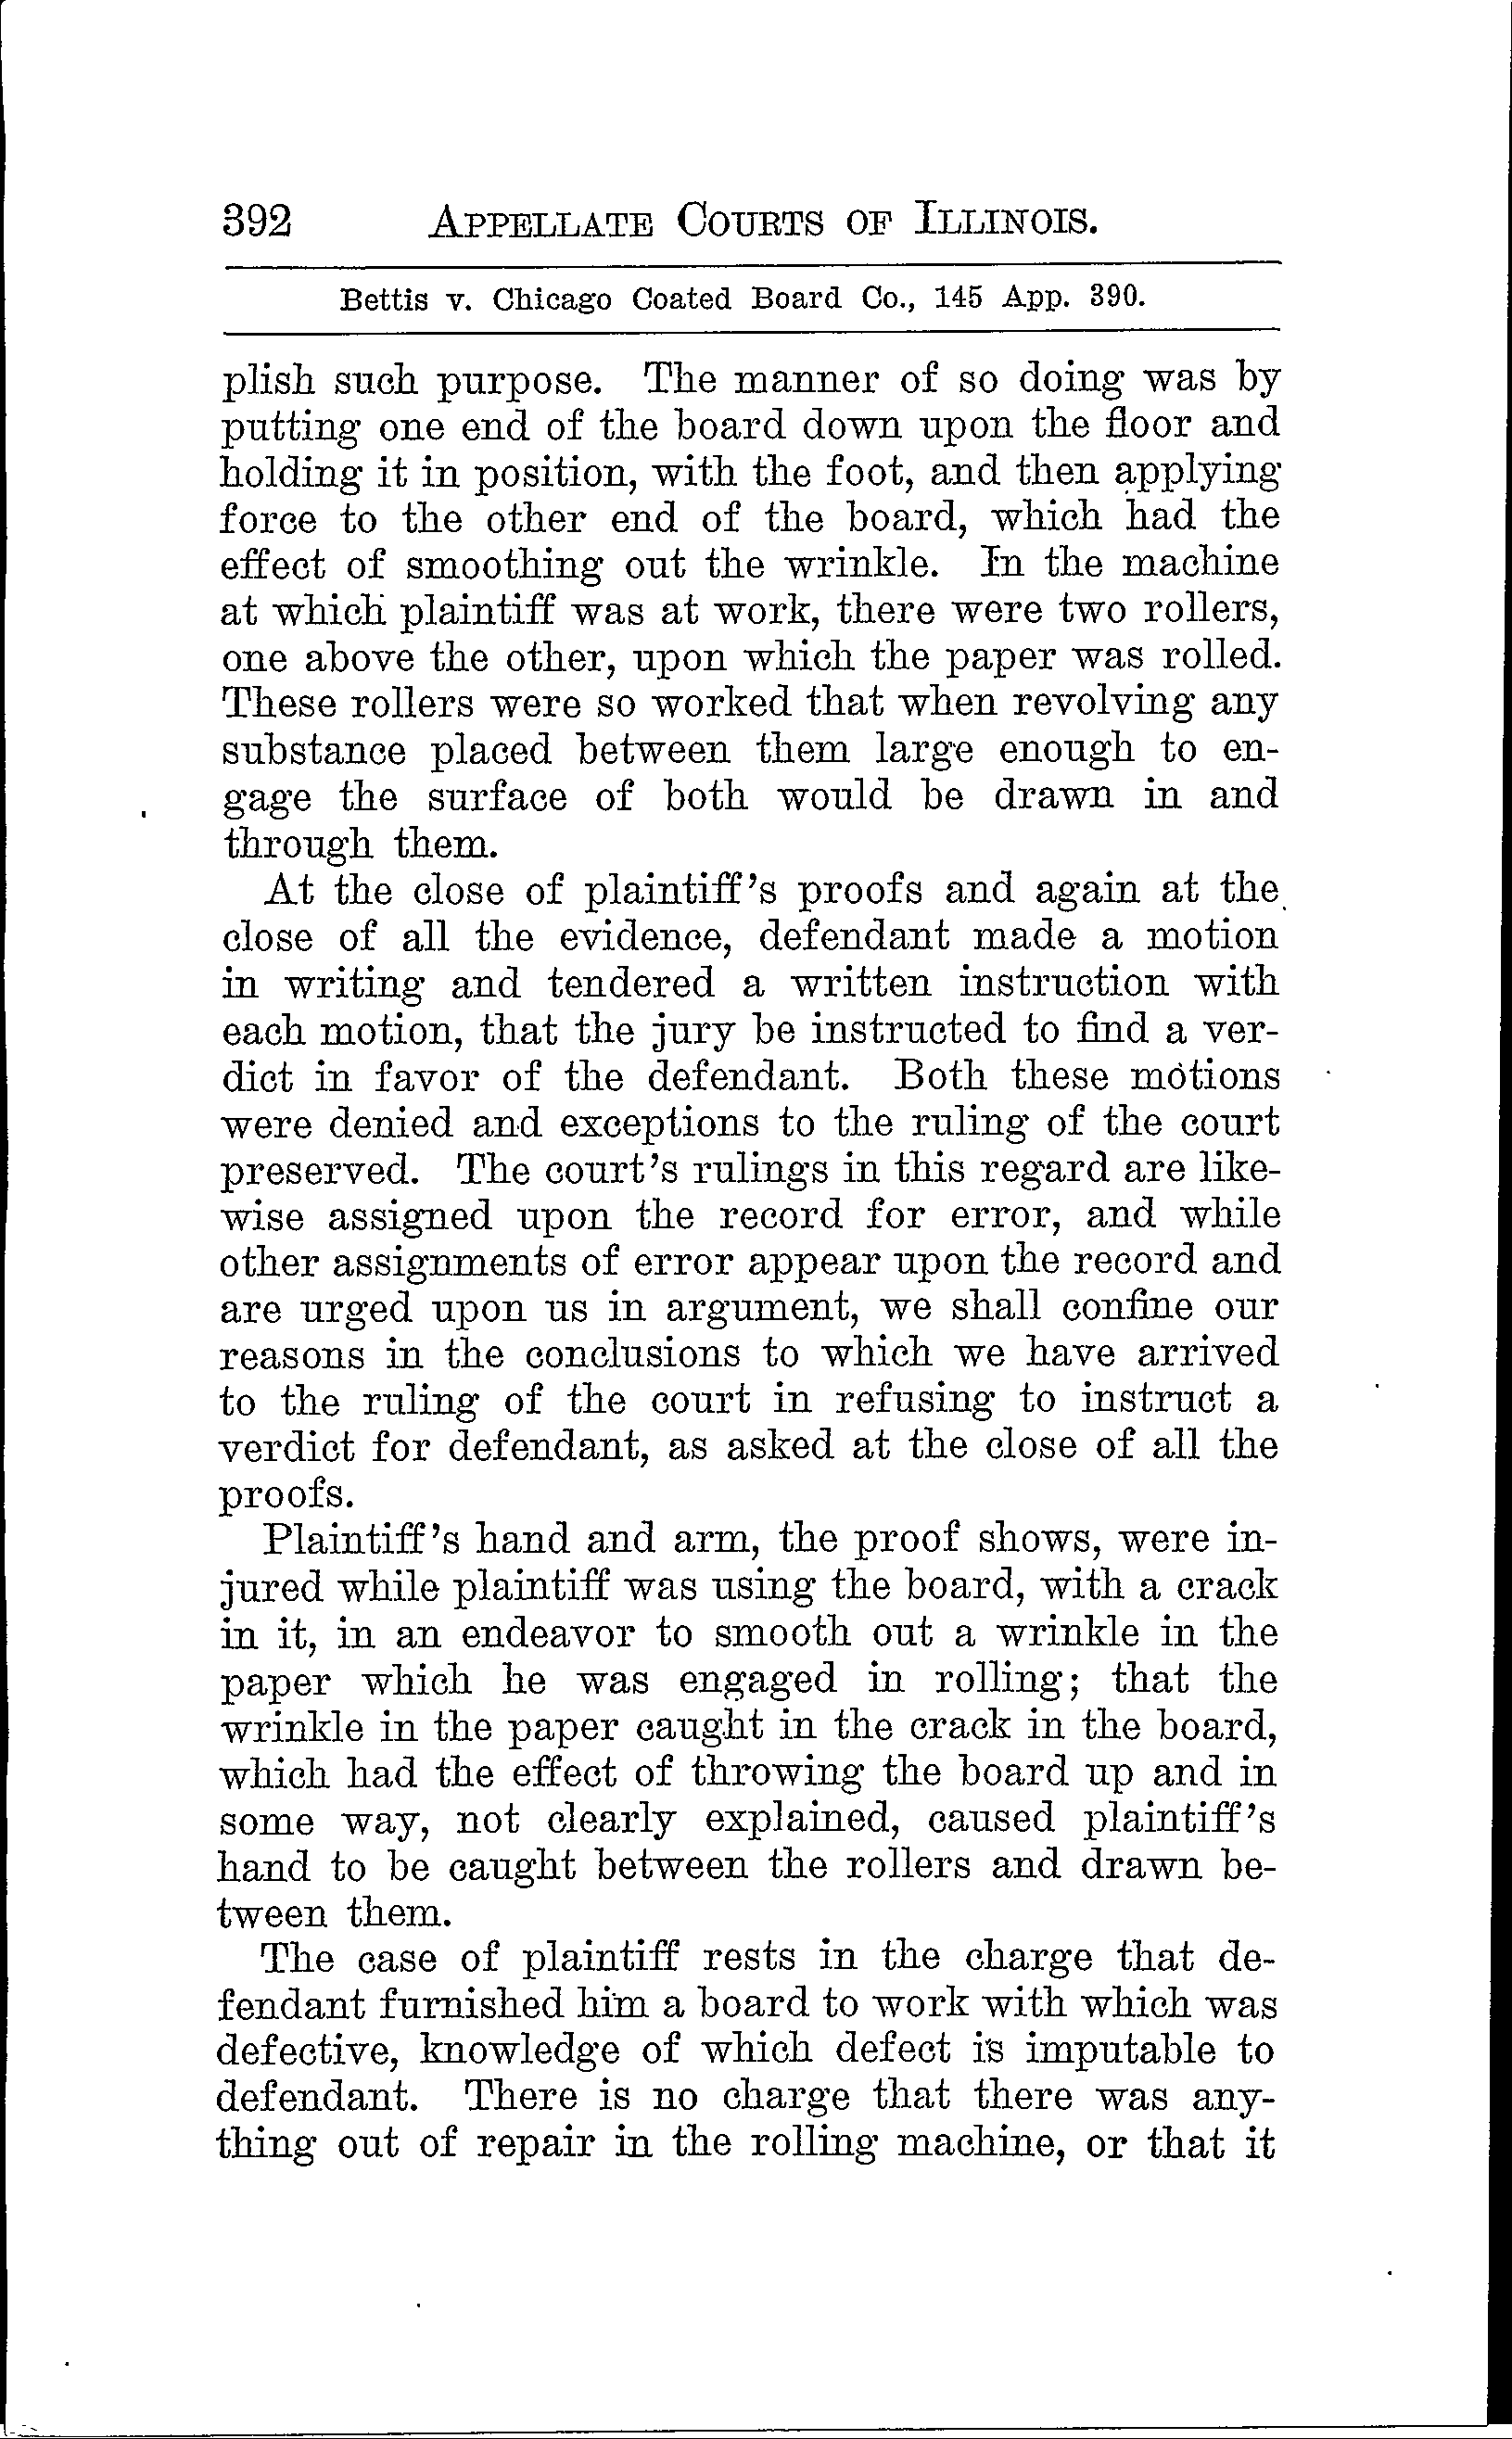 392 APPELLATE COURTS OF ILLINOIS.
Bettis v. Chicago Coated Board Co., 145 App. 390.
plish such purpose. The manner of so doing was by
putting one end of the board down upon the floor and
holding it in position, with the foot, and then applying
force to the other end of the board, which had the
effect of smoothing out the wrinkle. In the machine
at which plaintiff was at work, there were two rollers,
one above the other, upon which the paper was rolled.
These rollers were so worked that when revolving any
substance placed between them large enough to en-
gage the surface of both would be drawn in and
through them.
At the close of plaintiff's proofs and again at the
close of all the evidence, defendant made a motion
in writing and tendered a written instruction with
each motion, that the jury be instructed to find a ver-
dict in favor of the defendant. Both these motions
were denied and exceptions to the ruling of the court
preserved. The court's rulings in this regard are like-
wise assigned upon the record for error, and while
other assignments of error appear upon the record and
are urged upon us in argument, we shall confine our
reasons in the conclusions to which we have arrived
to the ruling of the court in refusing to instruct a
verdict for defendant, as asked at the close of all the
proofs.
Plaintiff's hand and arm, the proof shows, were in-
jured while plaintiff was using the board, with a crack
in it, in an endeavor to smooth out a wrinkle in the
paper which he was engaged in rolling; that the
wrinkle in the paper caught in the crack in the board,
which had the effect of throwing the board up and in
some way, not clearly explained, caused plaintiff's
hand to be caught between the rollers and drawn be-
tween them.
The case of plaintiff rests in the charge that de-
fendant furnished him a board to work with which was
defective, knowledge of which defect is imputable to
defendant. There is no charge that there was any-
thing out of repair in the rolling machine, or that it